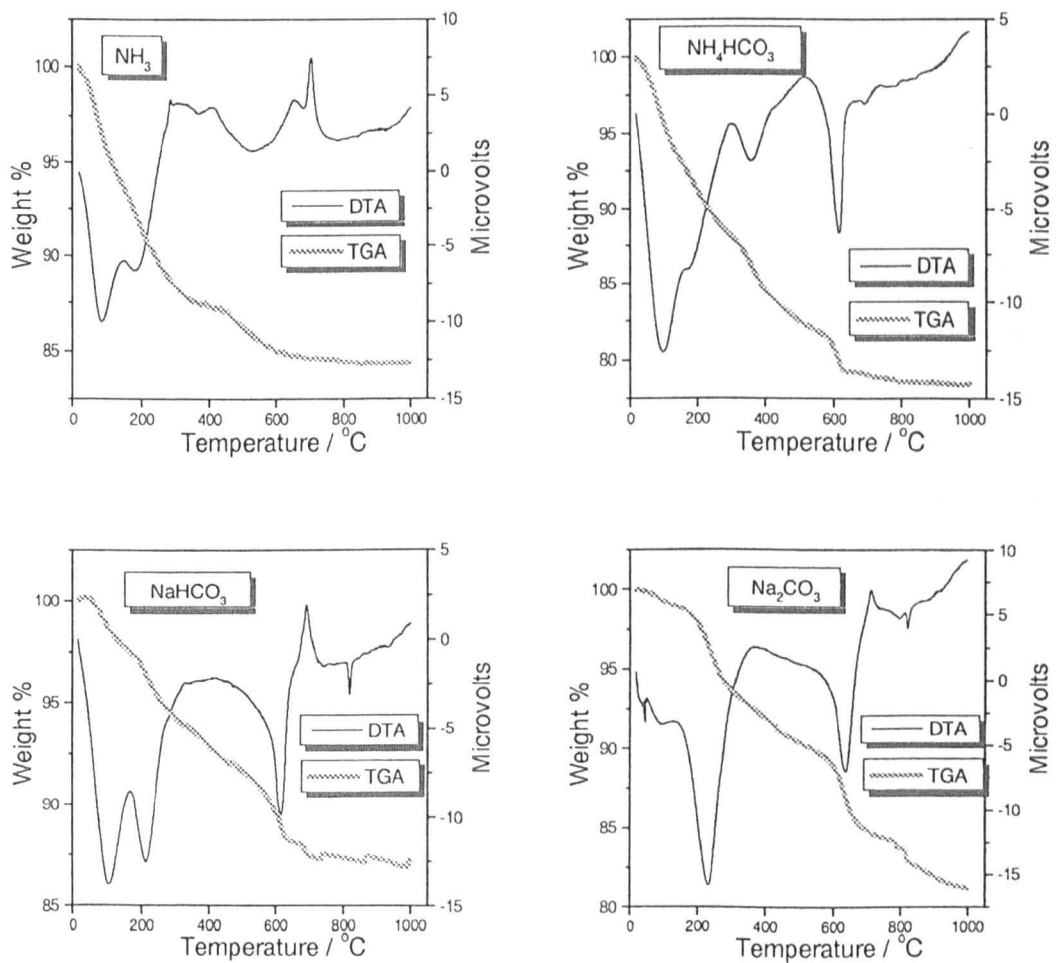 NH3
100
95
90
85
Weight %
10
5
0
-5
-10
-15
Microvolts
DTA
TGA
0 200 400 600 800 1000
Temperature / °C
NH4HCO3
100
95
90
85
80
Weight %
5
0
-5
-10
-15
Microvolts
DTA
TGA
0 200 400 600 800 1000
Temperature / °C
NaHCO3
100
95
90
85
Weight %
5
0
-5
-10
-15
Microvolts
DTA
TGA
0 200 400 600 800 1000
Temperature / °C
Na2CO3
100
95
90
85
80
Weight %
10
5
0
-5
-10
-15
Microvolts
DTA
TGA
0 200 400 600 800 1000
Temperature / °C